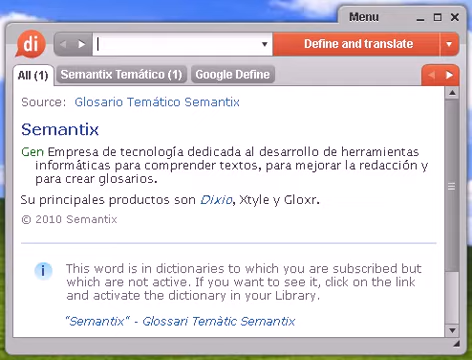 Menu
di
Define and translate
All (1)
Semantix Temático (1)
Google Define
Source: Glosario Temático Semantix
Semantix
Gen Empresa de tecnología dedicada al desarrollo de herramientas
informáticas para comprender textos, para mejorar la redacción y
para crear glosarios.
Su principales productos son Dixio, Xtyle y Gloxr.
© 2010 Semantix
i
This word is in dictionaries to which you are subscribed but
which are not active. If you want to see it, click on the link
and activate the dictionary in your Library.
"Semantix" - Glossari Temàtic Semantix